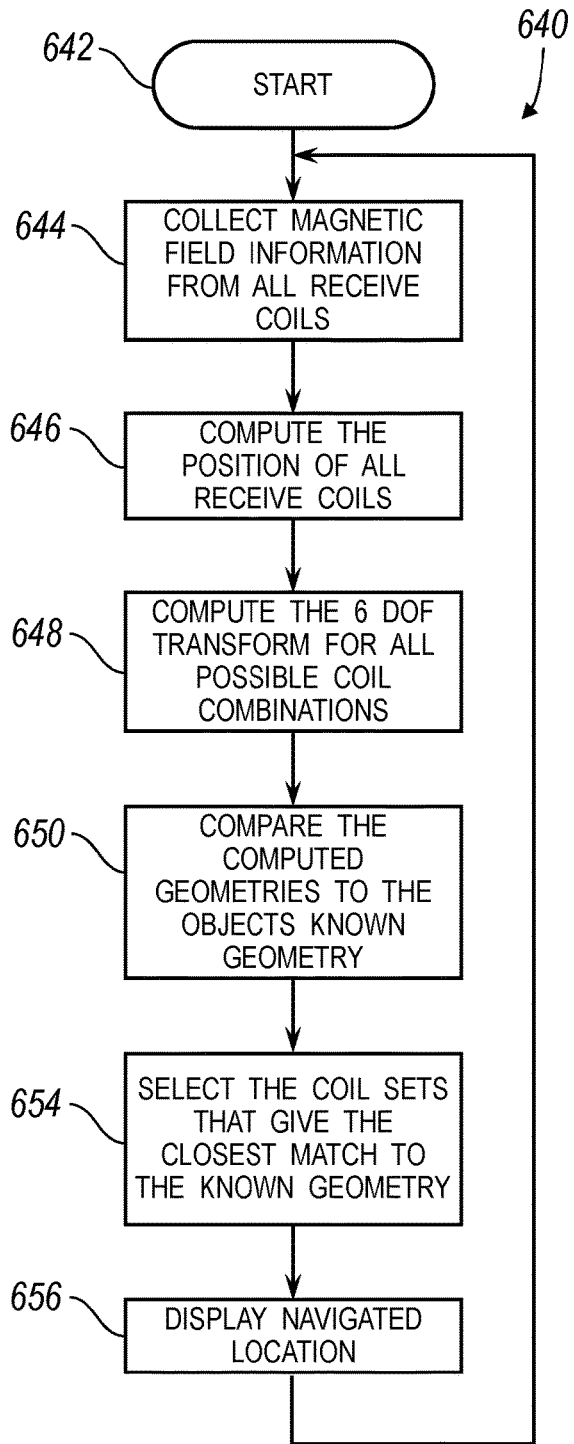 640
642
START
644
COLLECT MAGNETIC
FIELD INFORMATION
FROM ALL RECEIVE
COILS
646
COMPUTE THE
POSITION OF ALL
RECEIVE COILS
648
COMPUTE THE 6 DOF
TRANSFORM FOR ALL
POSSIBLE COIL
COMBINATIONS
650
COMPARE THE
COMPUTED
GEOMETRIES TO THE
OBJECTS KNOWN
GEOMETRY
654
SELECT THE COIL SETS
THAT GIVE THE
CLOSEST MATCH TO
THE KNOWN GEOMETRY
656
DISPLAY NAVIGATED
LOCATION